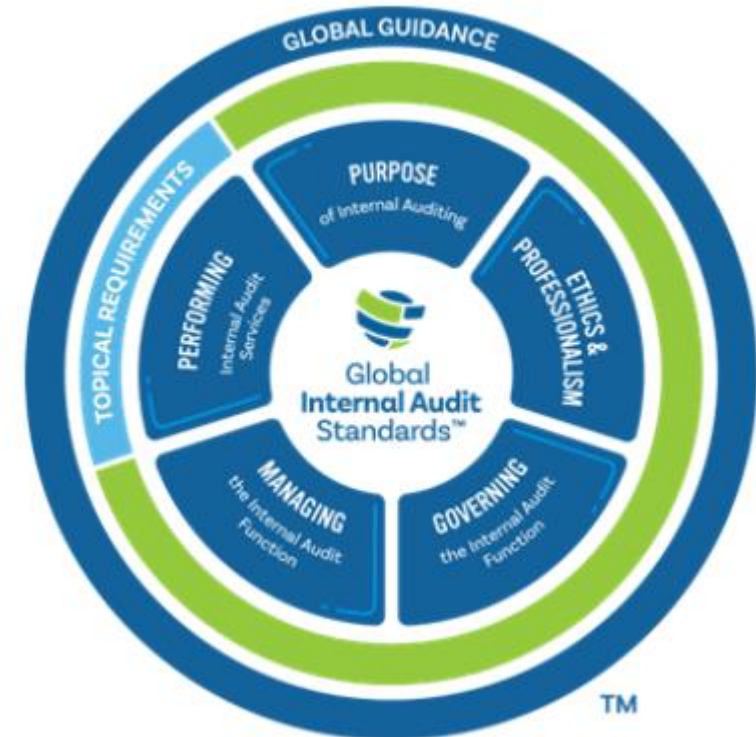 GLOBAL GUIDANCE
TOPICAL REQUIREMENTS
PURPOSE
of Internal Auditing
ETHICS &
PROFESSIONALISM
GOVERNING
the Internal Audit
Function
MANAGING
the Internal Audit
Function
PERFORMING
Internal Audit
Services
Global
Internal Audit
Standards™
TM